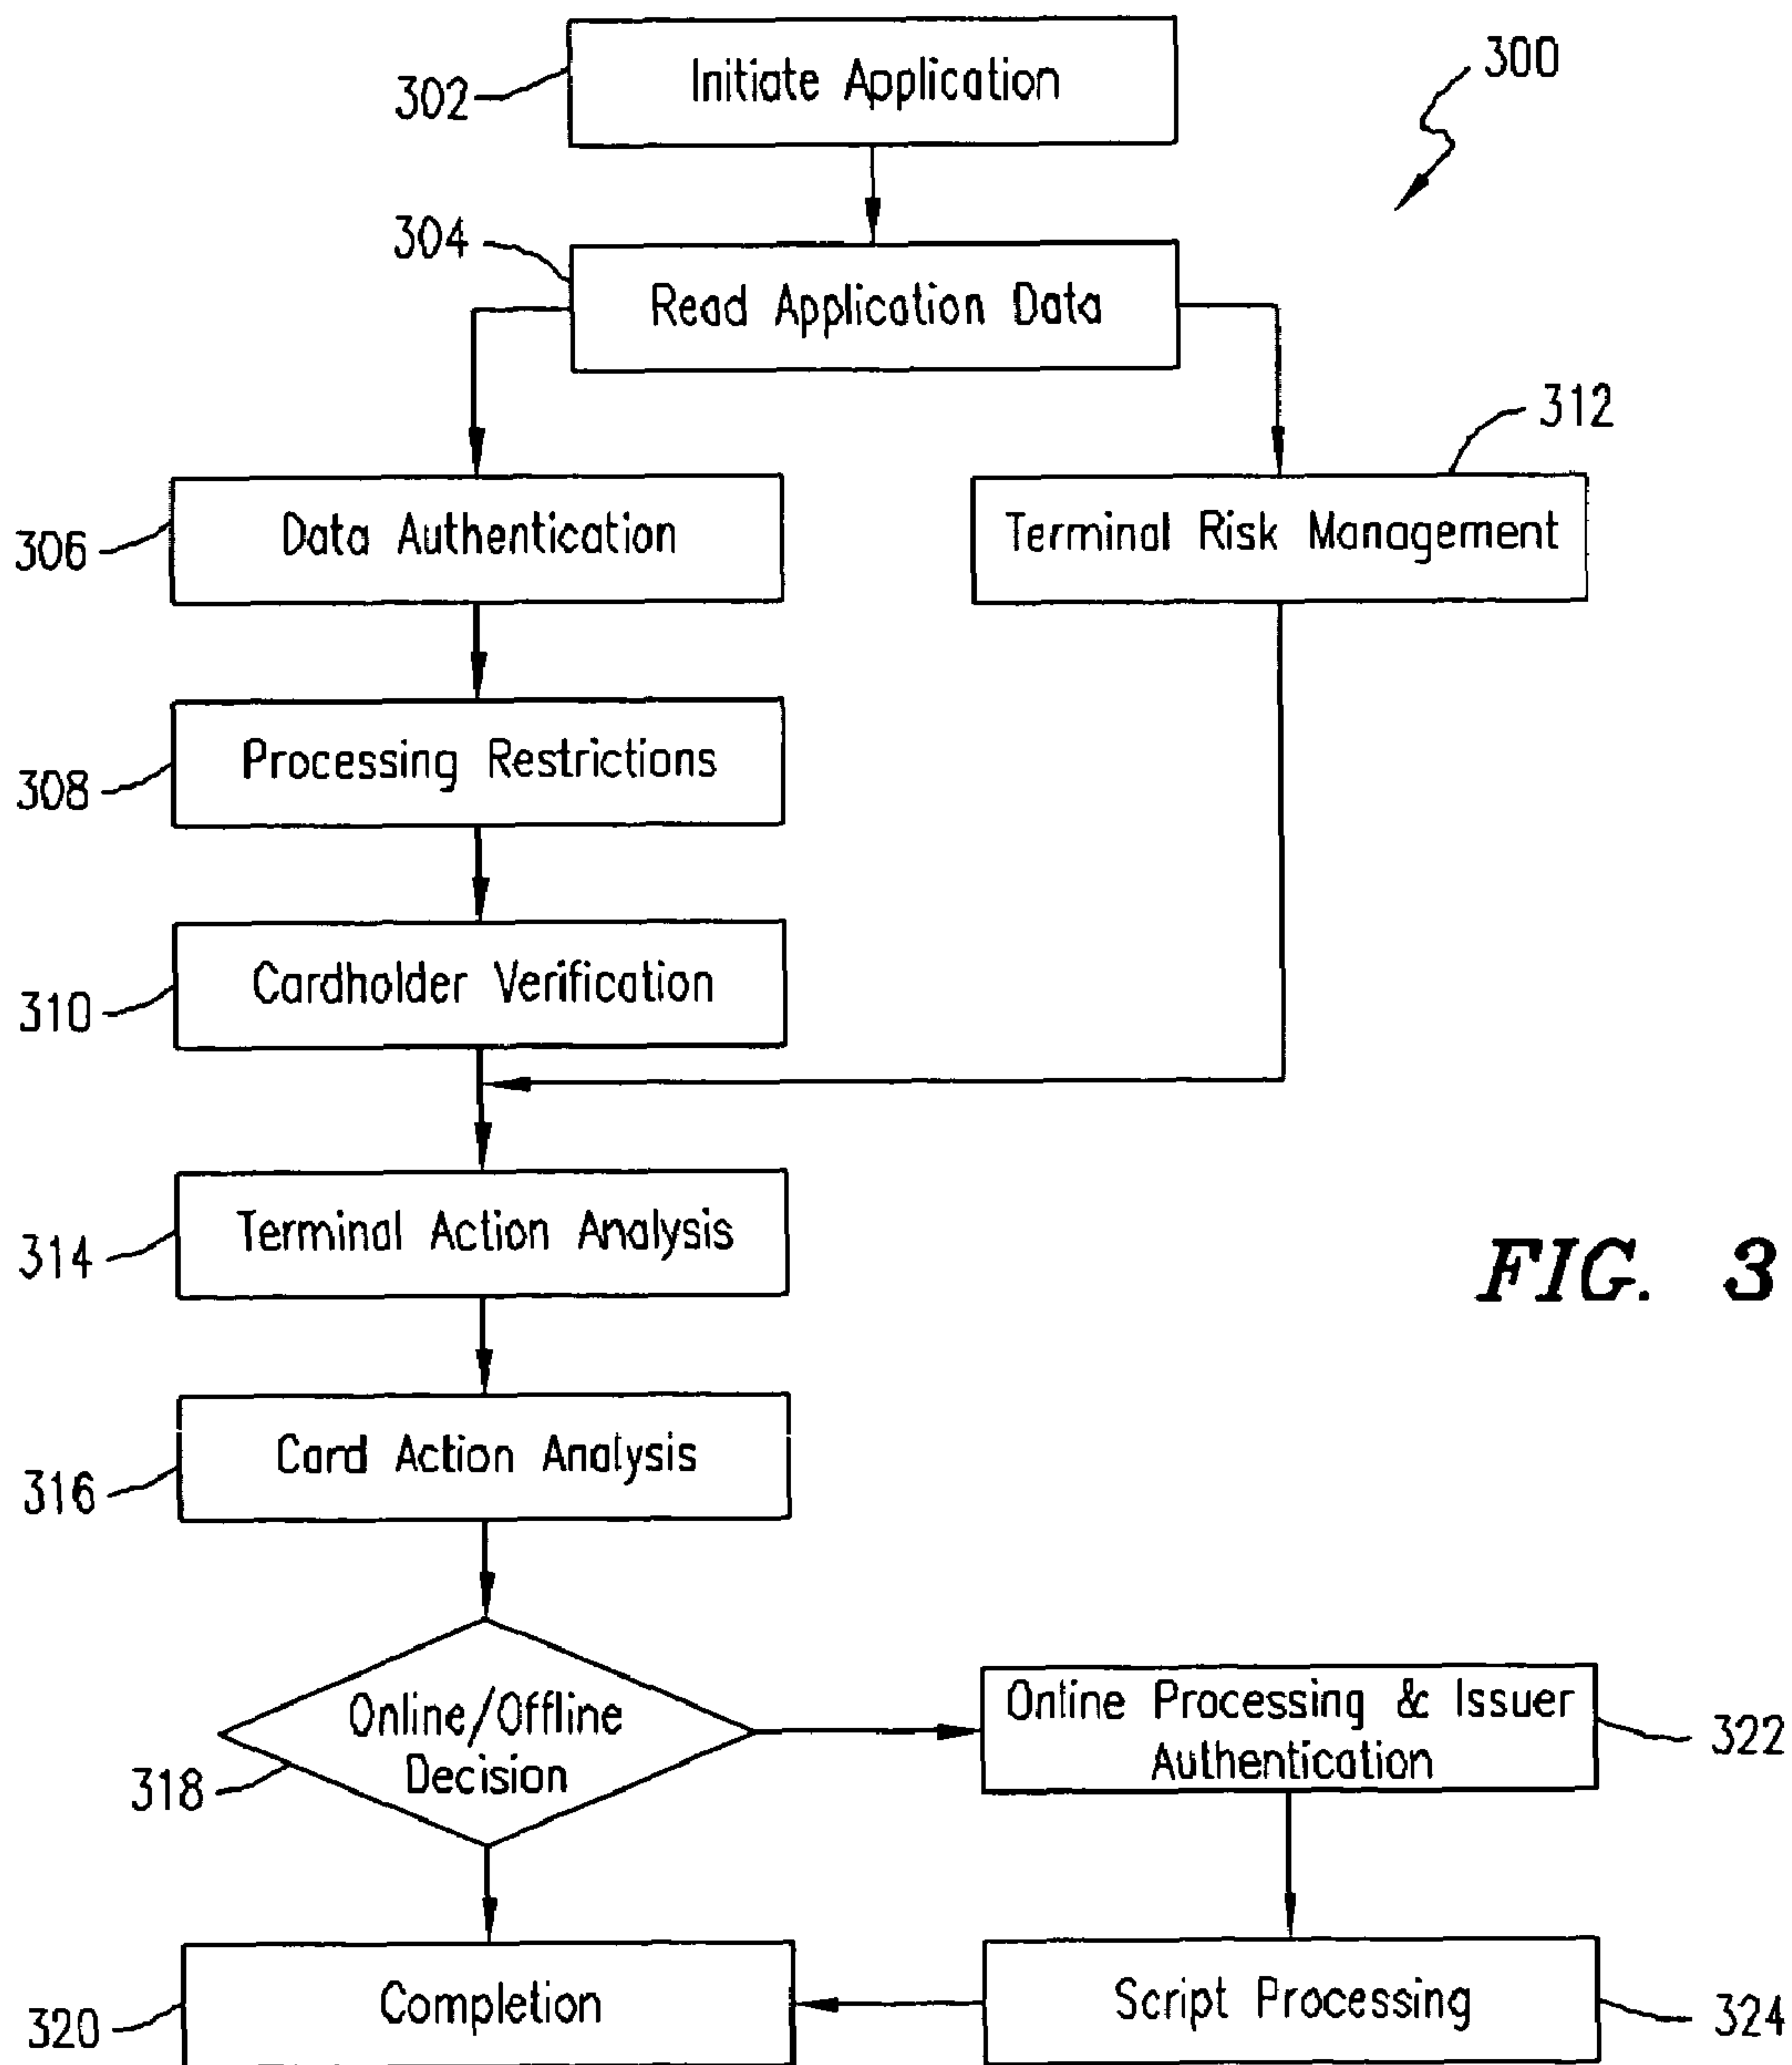 Initiate Application
302
300
304
Read Application Data
312
306
Data Authentication
Terminal Risk Management
308
Processing Restrictions
310
Cardholder Verification
314
Terminal Action Analysis
FIG. 3
316
Card Action Analysis
318
Online/Offline
Decision
Online Processing & Issuer
Authentication
322
320
Completion
Script Processing
324